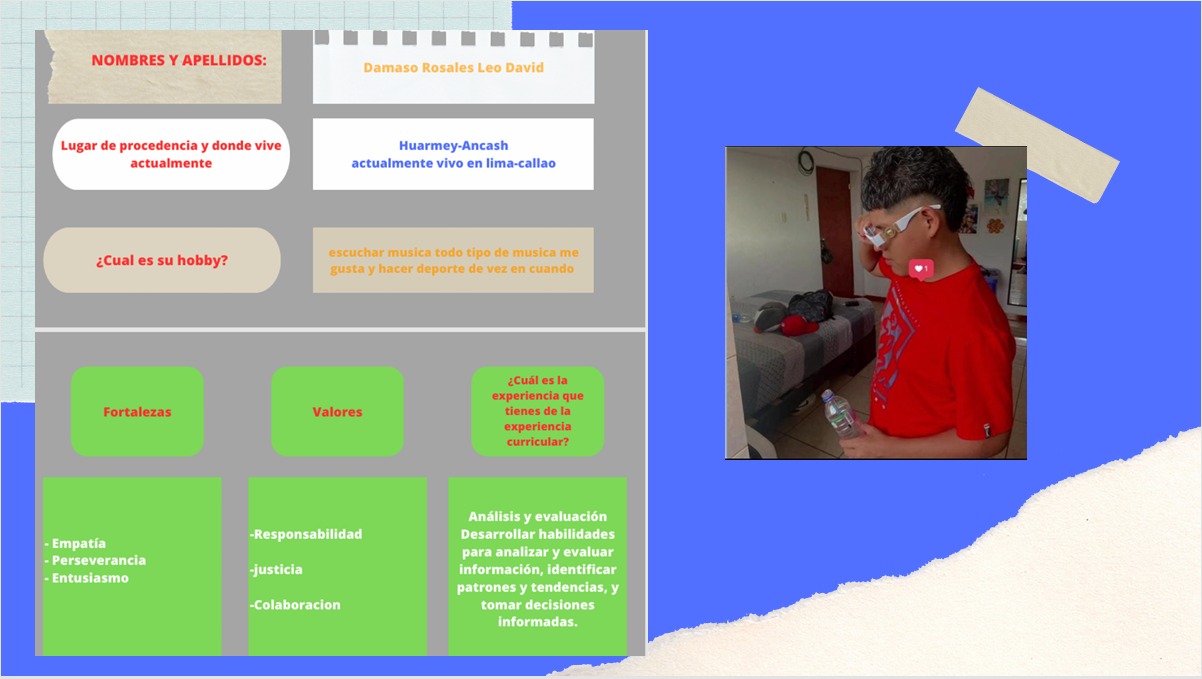 NOMBRES Y APELLIDOS:
Damaso Rosales Leo David
Lugar de procedencia y donde vive
actualmente
Huarmey-Ancash
actualmente vivo en lima-callao
¿Cual es su hobby?
escuchar musica todo tipo de musica me
gusta y hacer deporte de vez en cuando
Fortalezas
Valores
¿Cuál es la
experiencia que
tienes de la
experiencia
curricular?
- Empatía
- Perseverancia
- Entusiasmo
-Responsabilidad
-justicia
-Colaboracion
Análisis y evaluación
Desarrollar habilidades
para analizar y evaluar
información, identificar
patrones y tendencias, y
tomar decisiones
informadas.
1